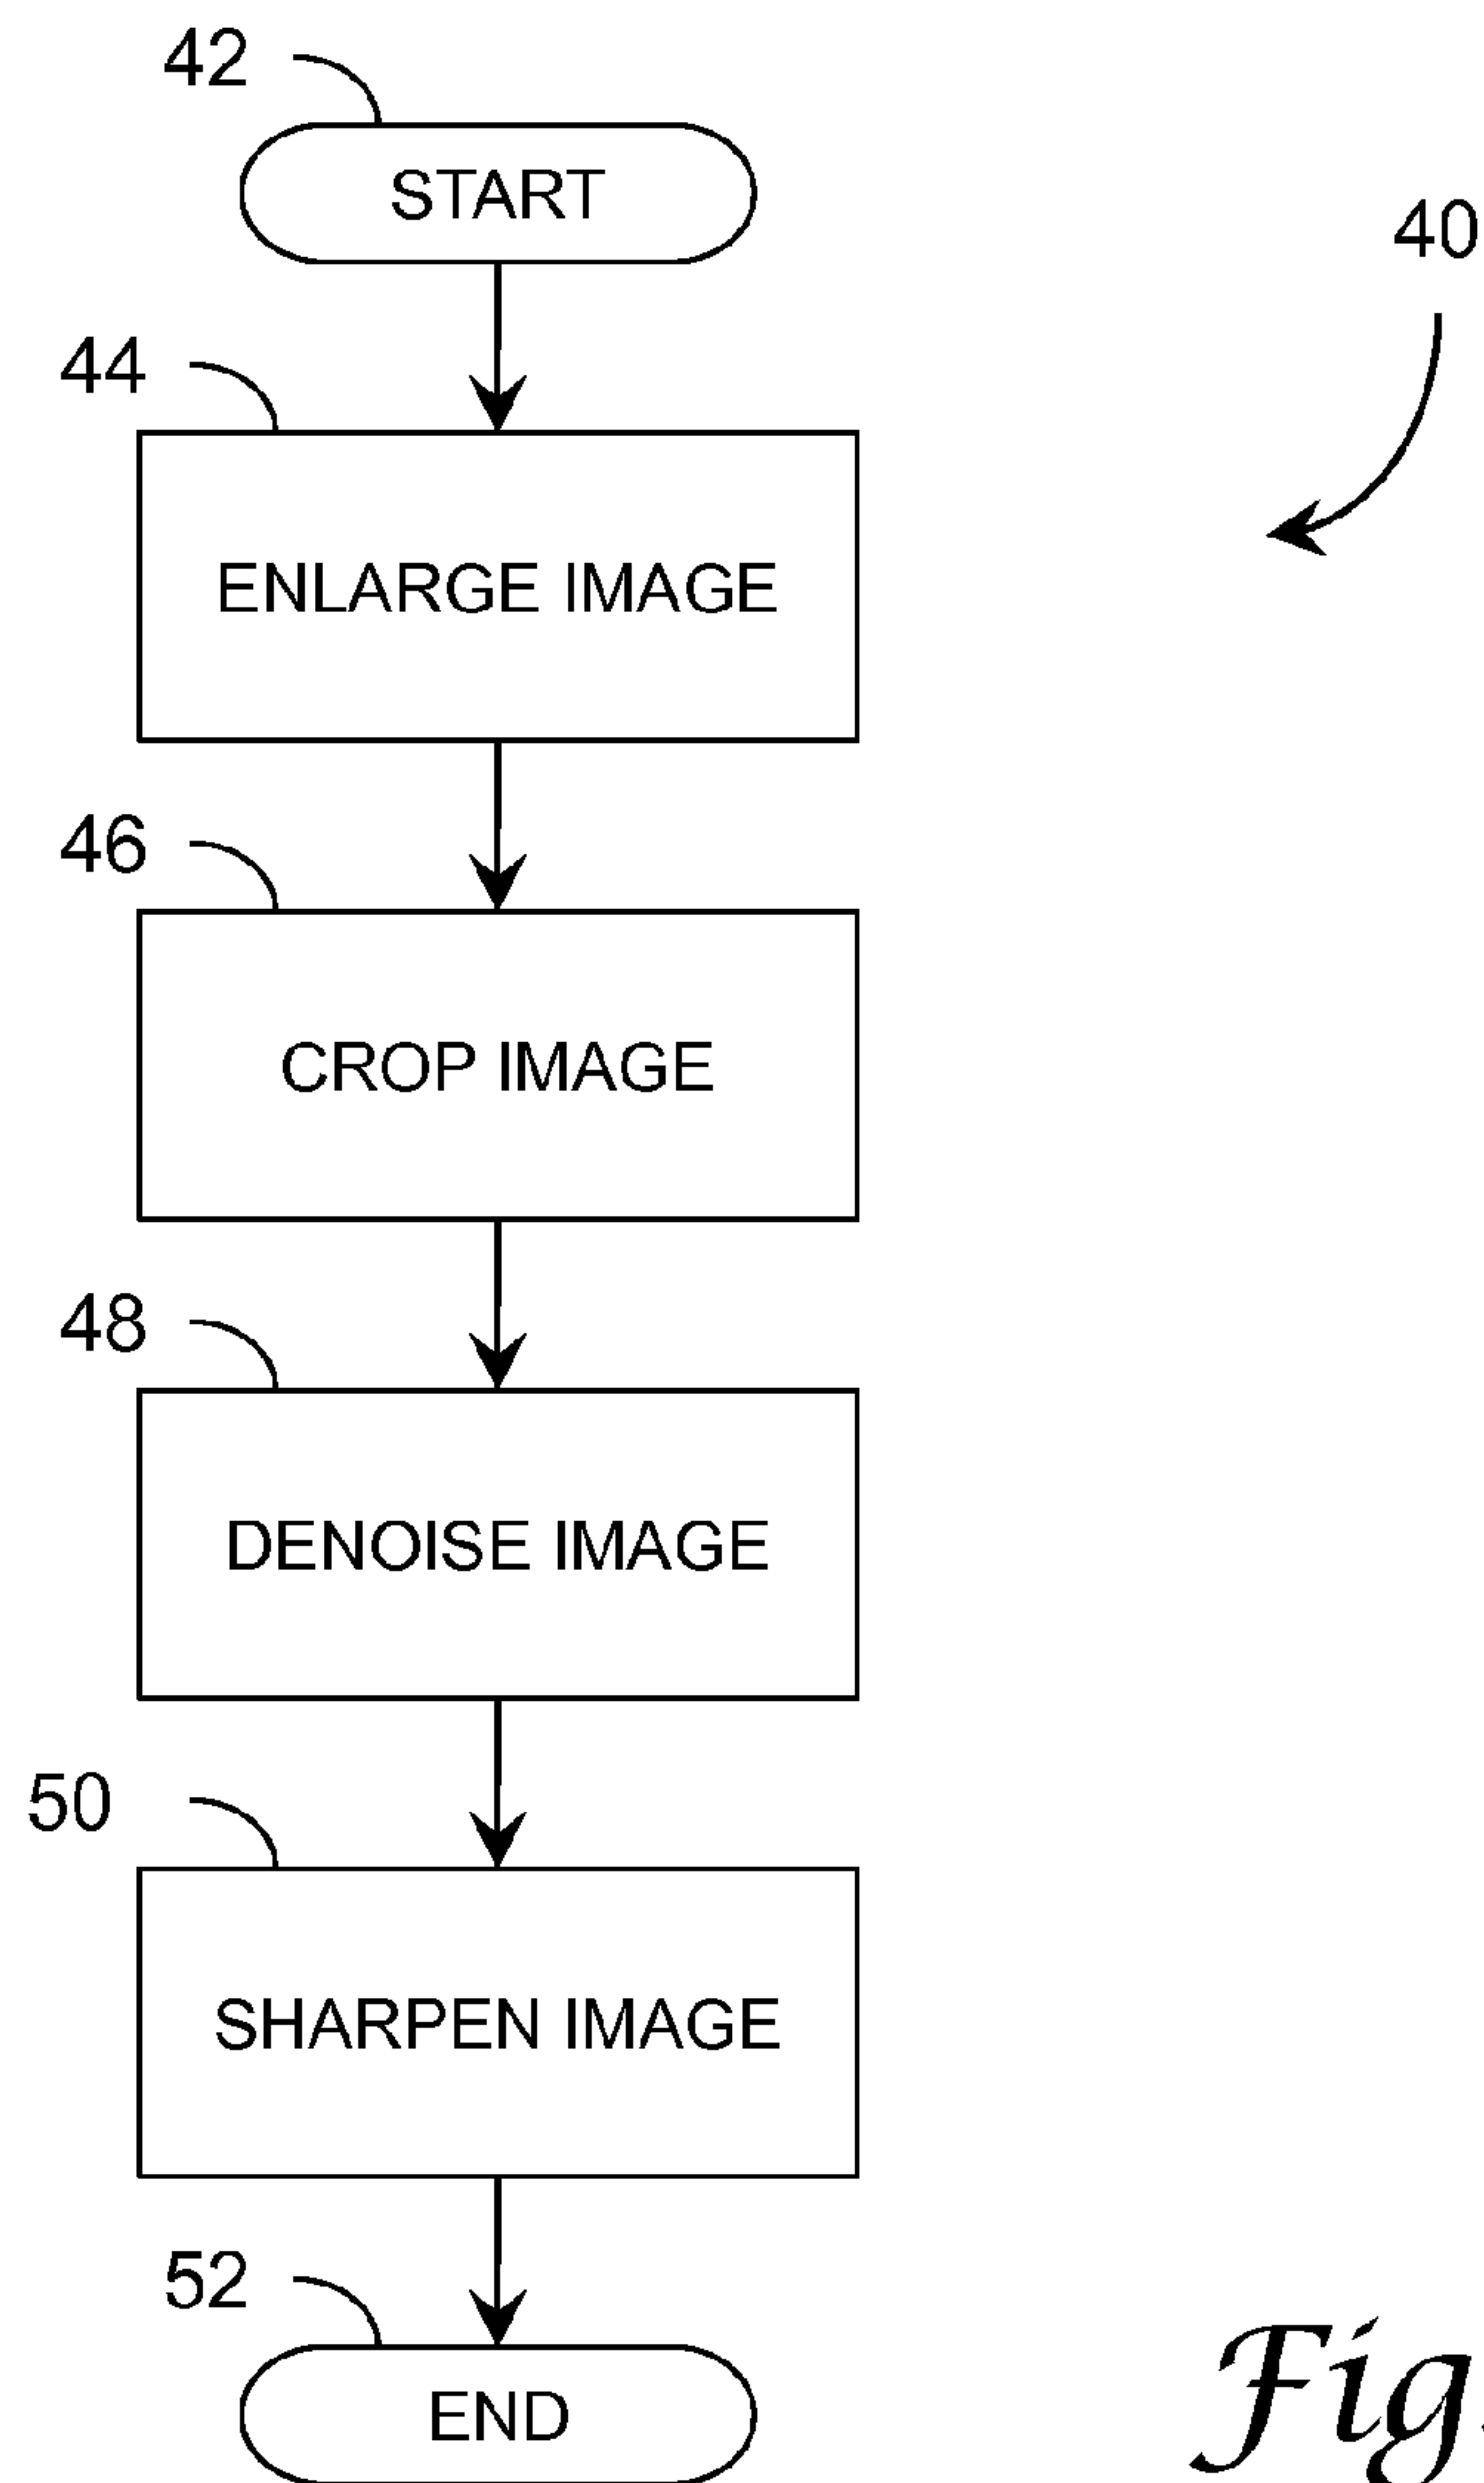 42
START
40
44
ENLARGE IMAGE
46
CROP IMAGE
48
DENOISE IMAGE
50
SHARPEN IMAGE
52
END
Fig.